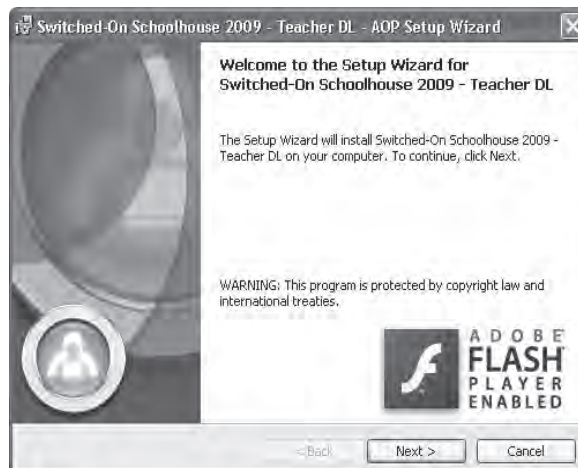 Switched-On Schoolhouse 2009 - Teacher DL - AOP Setup Wizard
Welcome to the Setup Wizard for
Switched-On Schoolhouse 2009 - Teacher DL
The Setup Wizard will install Switched-On Schoolhouse 2009 -
Teacher DL on your computer. To continue, click Next.
WARNING: This program is protected by copyright law and
international treaties.
ADOBE
FLASH
PLAYER
ENABLED
< Back
Next >
Cancel